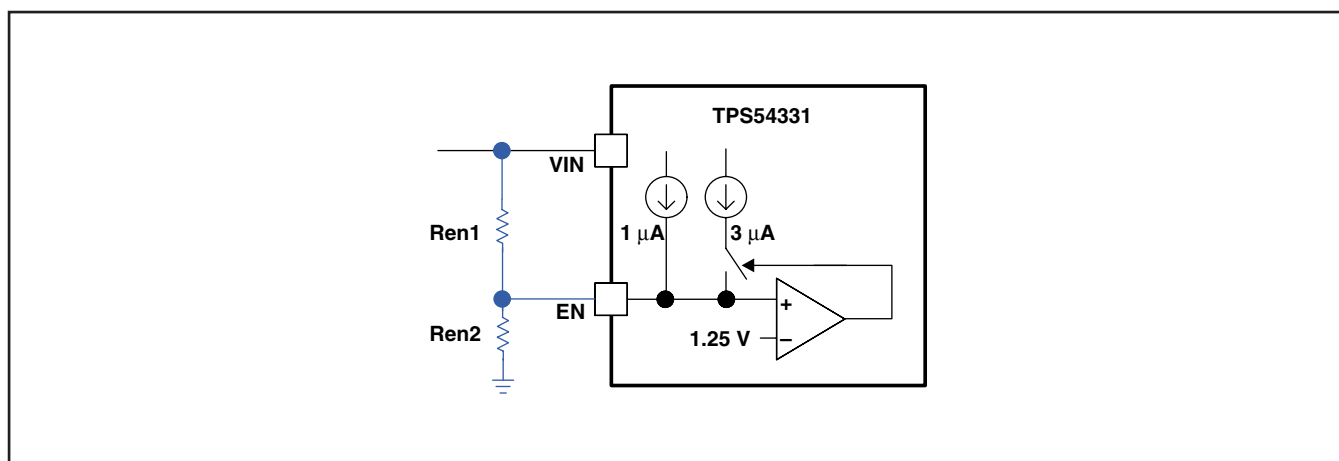 TPS54331
VIN
Ren1
1 μA
3 μA
EN
+
Ren2
1.25 V
−